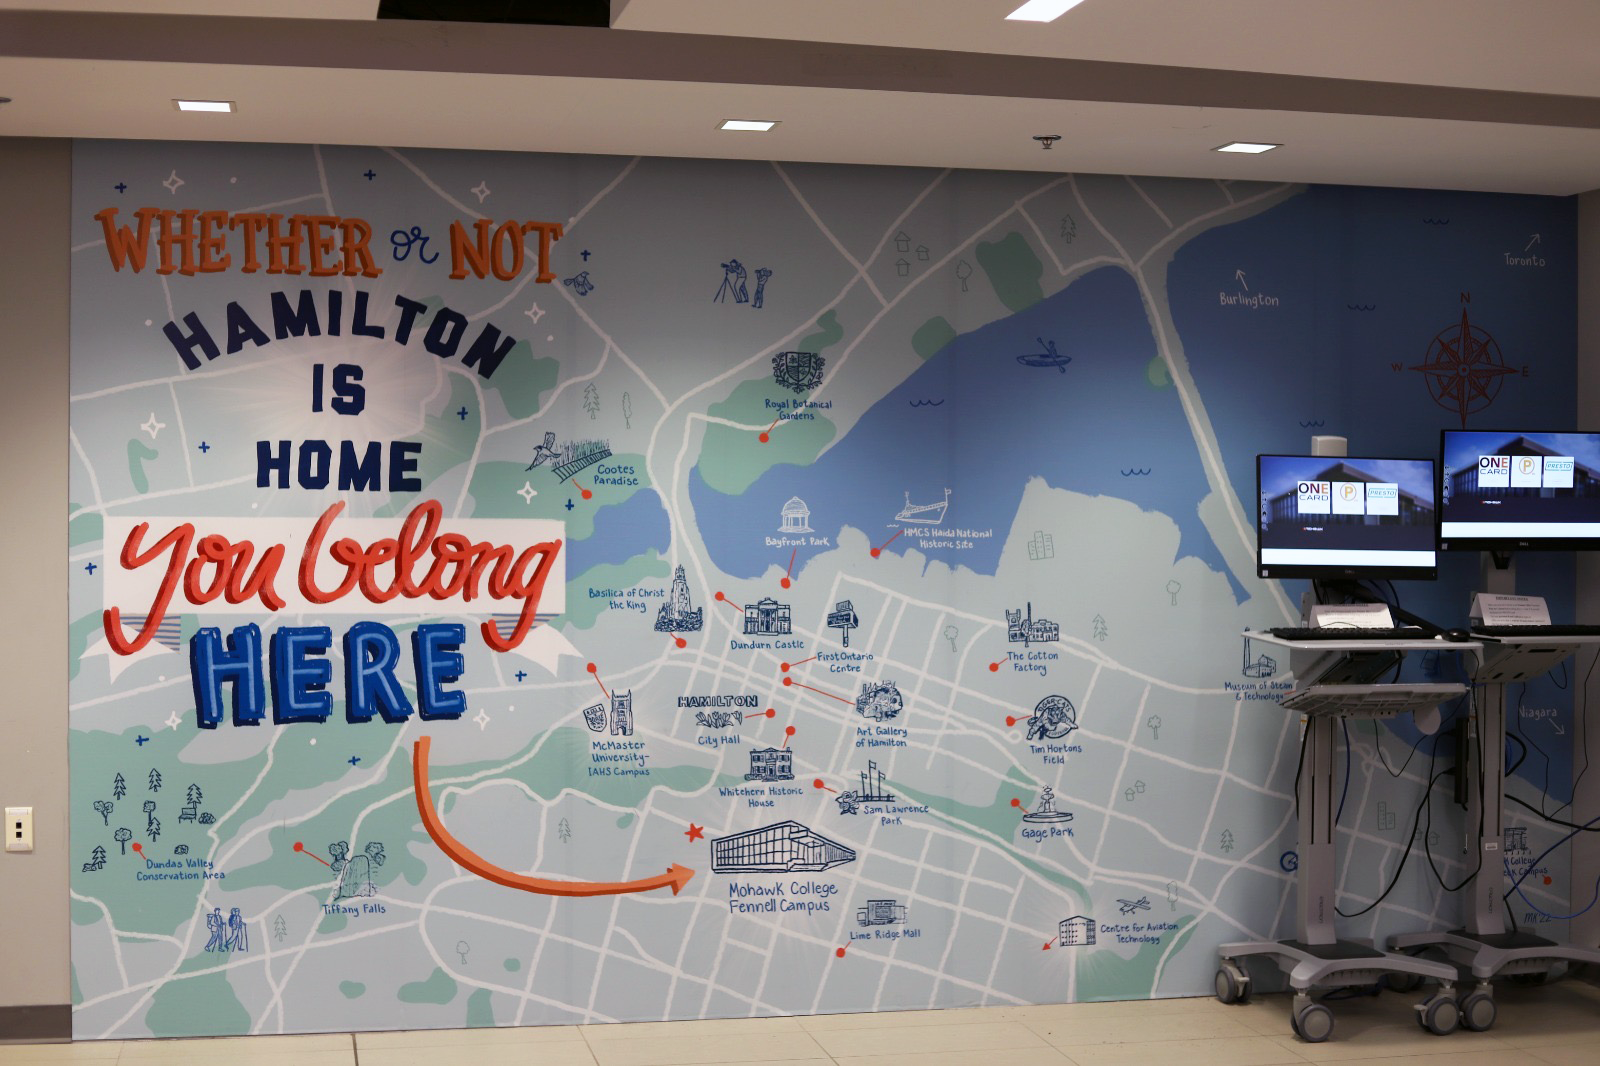 WHETHER or NOT
HAMILTON
IS
HOME
you belong
HERE
Toronto
Burlington
N
W
E
Royal Botanical
Gardens
Cootes
Paradise
Bayfront Park
HMCS Haida National
Historic Site
Basilica of Christ
the King
Dundurn Castle
FirstOntario
Centre
The Cotton
Factory
Museum of Steam
& Technology
Niagara
HAMILTON
City Hall
Art Gallery
of Hamilton
Tim Hortons
Field
McMaster
University-
IAHS Campus
Whitehern Historic
House
Sam Lawrence
Park
Gage Park
Mohawk College
Fennell Campus
Dundas Valley
Conservation Area
Tiffany Falls
Lime Ridge Mall
Centre for Aviation
Technology
College
Campus
MK 22
ONE
CARD
P
PRESTO
ONE
CARD
P
PRESTO